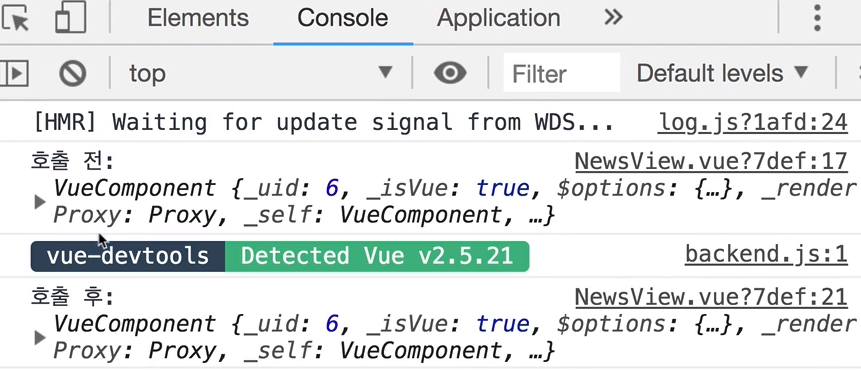 Elements Console Application
top Filter Default levels ▼
[HMR] Waiting for update signal from WDS... log.js?1afd:24
호출 전: NewsView.vue?7def:17
VueComponent {_uid: 6, _isVue: true, $options: {…}, _render
Proxy: Proxy, _self: VueComponent, …}
vue-devtools Detected Vue v2.5.21 backend.js:1
호출 후: NewsView.vue?7def:21
VueComponent {_uid: 6, _isVue: true, $options: {…}, _render
Proxy: Proxy, _self: VueComponent, …}